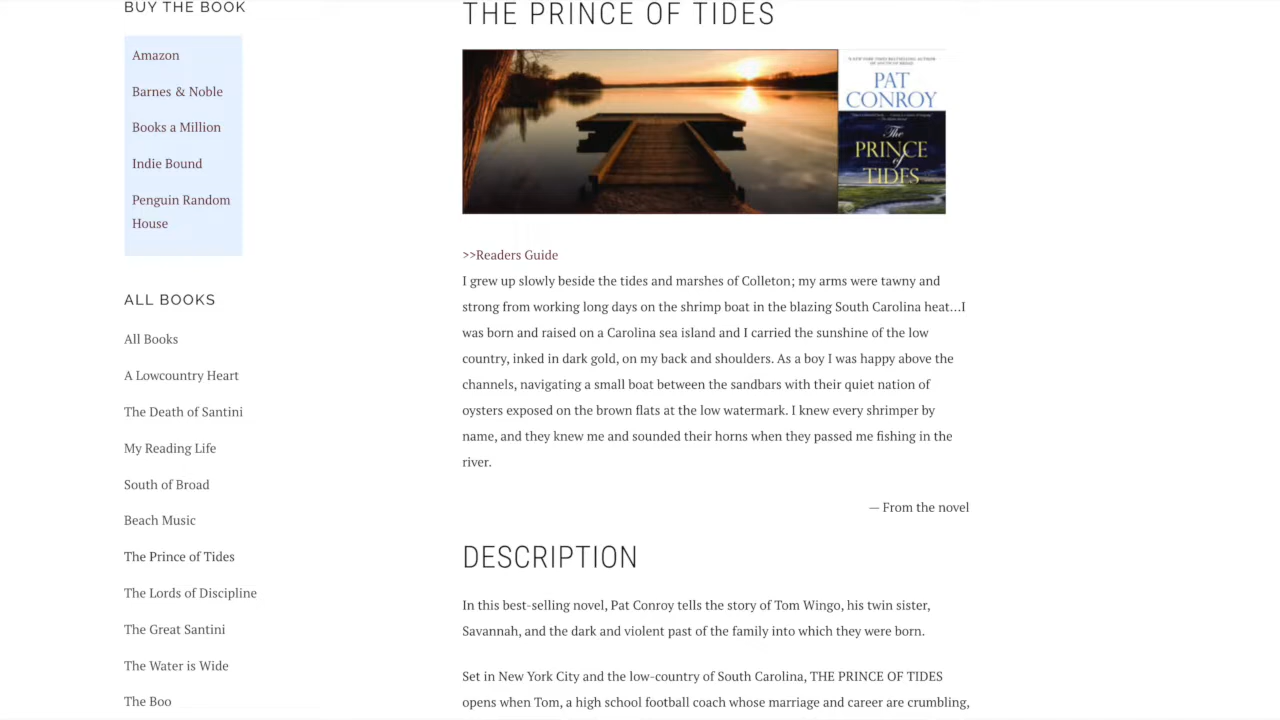 BUY THE BOOK
Amazon
Barnes & Noble
Books a Million
Indie Bound
Penguin Random
House
ALL BOOKS
All Books
A Lowcountry Heart
The Death of Santini
My Reading Life
South of Broad
Beach Music
The Prince of Tides
The Lords of Discipline
The Great Santini
The Water is Wide
The Boo
THE PRINCE OF TIDES
PAT
CONROY
The
PRINCE
of
TIDES
>>Readers Guide
I grew up slowly beside the tides and marshes of Colleton; my arms were tawny and
strong from working long days on the shrimp boat in the blazing South Carolina heat…I
was born and raised on a Carolina sea island and I carried the sunshine of the low
country, inked in dark gold, on my back and shoulders. As a boy I was happy above the
channels, navigating a small boat between the sandbars with their quiet nation of
oysters exposed on the brown flats at the low watermark. I knew every shrimper by
name, and they knew me and sounded their horns when they passed me fishing in the
river.
— From the novel
DESCRIPTION
In this best-selling novel, Pat Conroy tells the story of Tom Wingo, his twin sister,
Savannah, and the dark and violent past of the family into which they were born.
Set in New York City and the low-country of South Carolina, THE PRINCE OF TIDES
opens when Tom, a high school football coach whose marriage and career are crumbling,